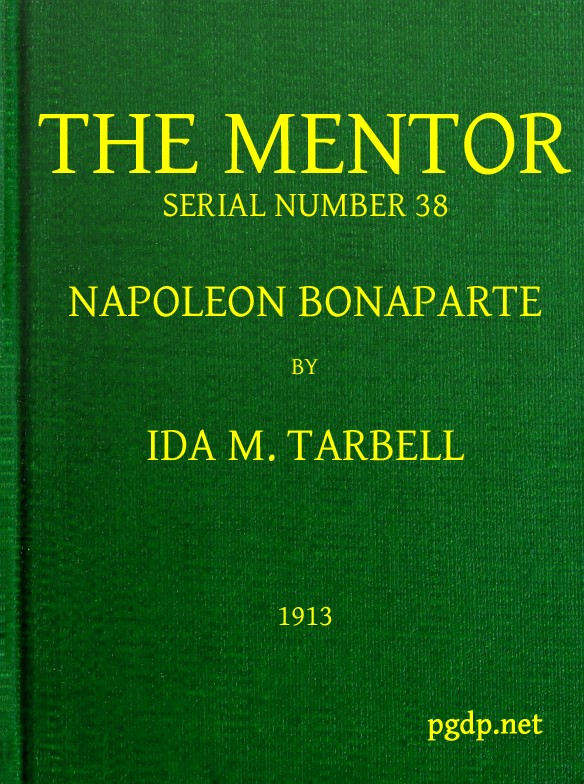 THE MENTOR
SERIAL NUMBER 38
NAPOLEON BONAPARTE
BY
IDA M. TARBELL
1913
pgdp.net